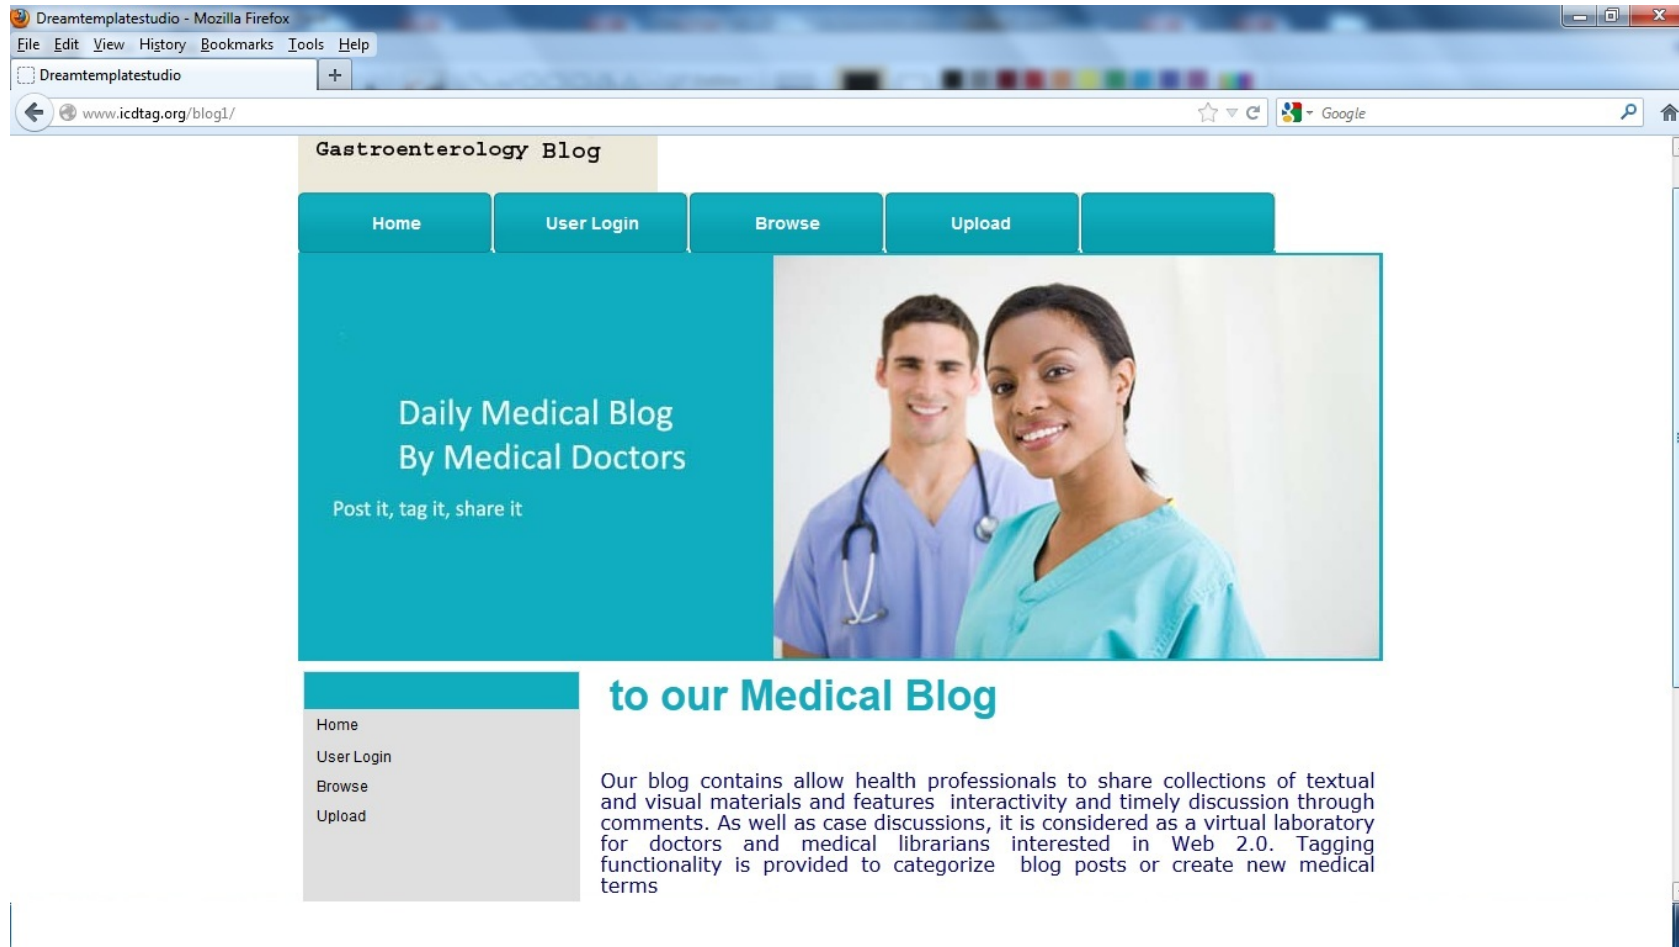 Dreamtemplatestudio - Mozilla Firefox
File Edit View History Bookmarks Tools Help
Dreamtemplatestudio +
www.icdtag.org/blog1/ Google
Gastroenterology Blog
Home User Login Browse Upload
Daily Medical Blog
By Medical Doctors
Post it, tag it, share it
to our Medical Blog
Home
User Login
Browse
Upload
Our blog contains allow health professionals to share collections of textual
and visual materials and features interactivity and timely discussion through
comments. As well as case discussions, it is considered as a virtual laboratory
for doctors and medical librarians interested in Web 2.0. Tagging
functionality is provided to categorize blog posts or create new medical
terms